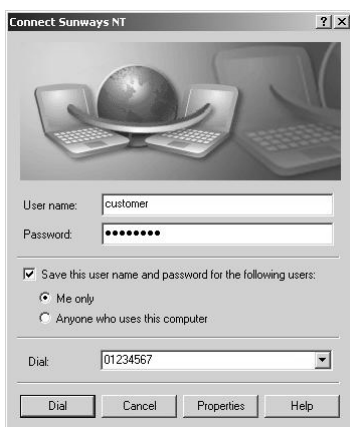 Connect Sunways NT
User name: customer
Password: ●●●●●●●●
Save this user name and password for the following users:
Me only
Anyone who uses this computer
Dial: 01234567
Dial Cancel Properties Help